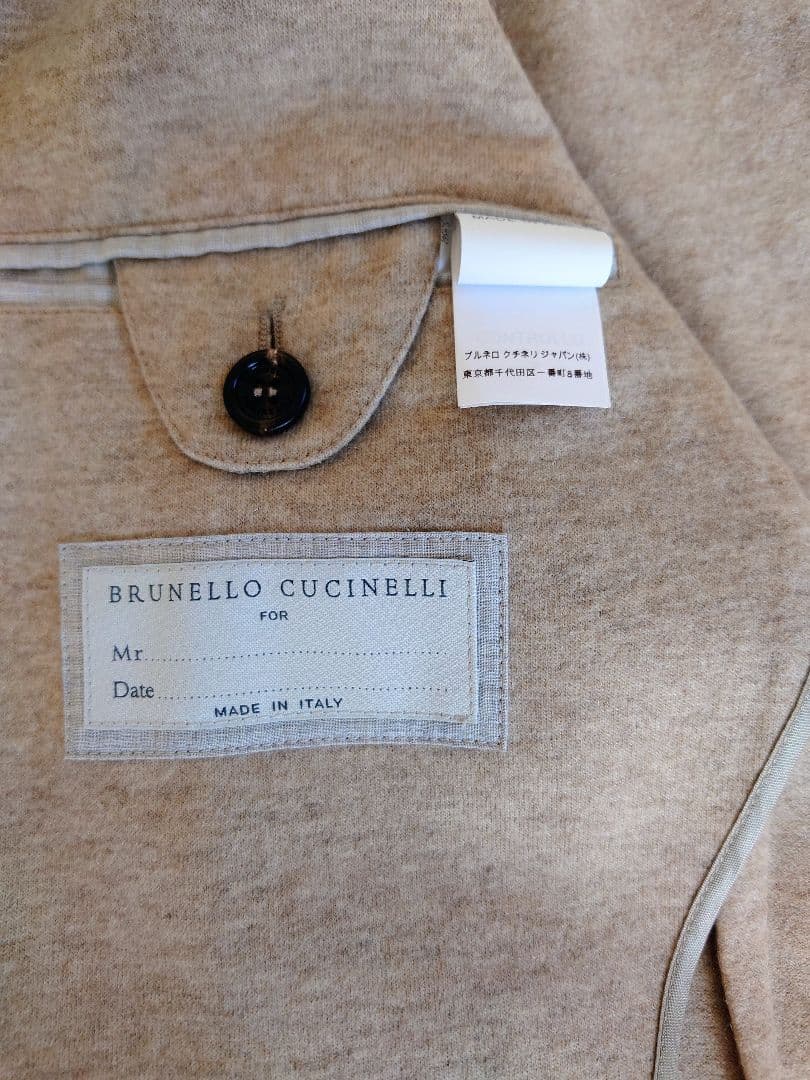 ブルネロ クチネリ ジャパン(株)
東京都千代田区一番町8番地
BRUNELLO CUCINELLI
FOR
Mr.
Date
MADE IN ITALY